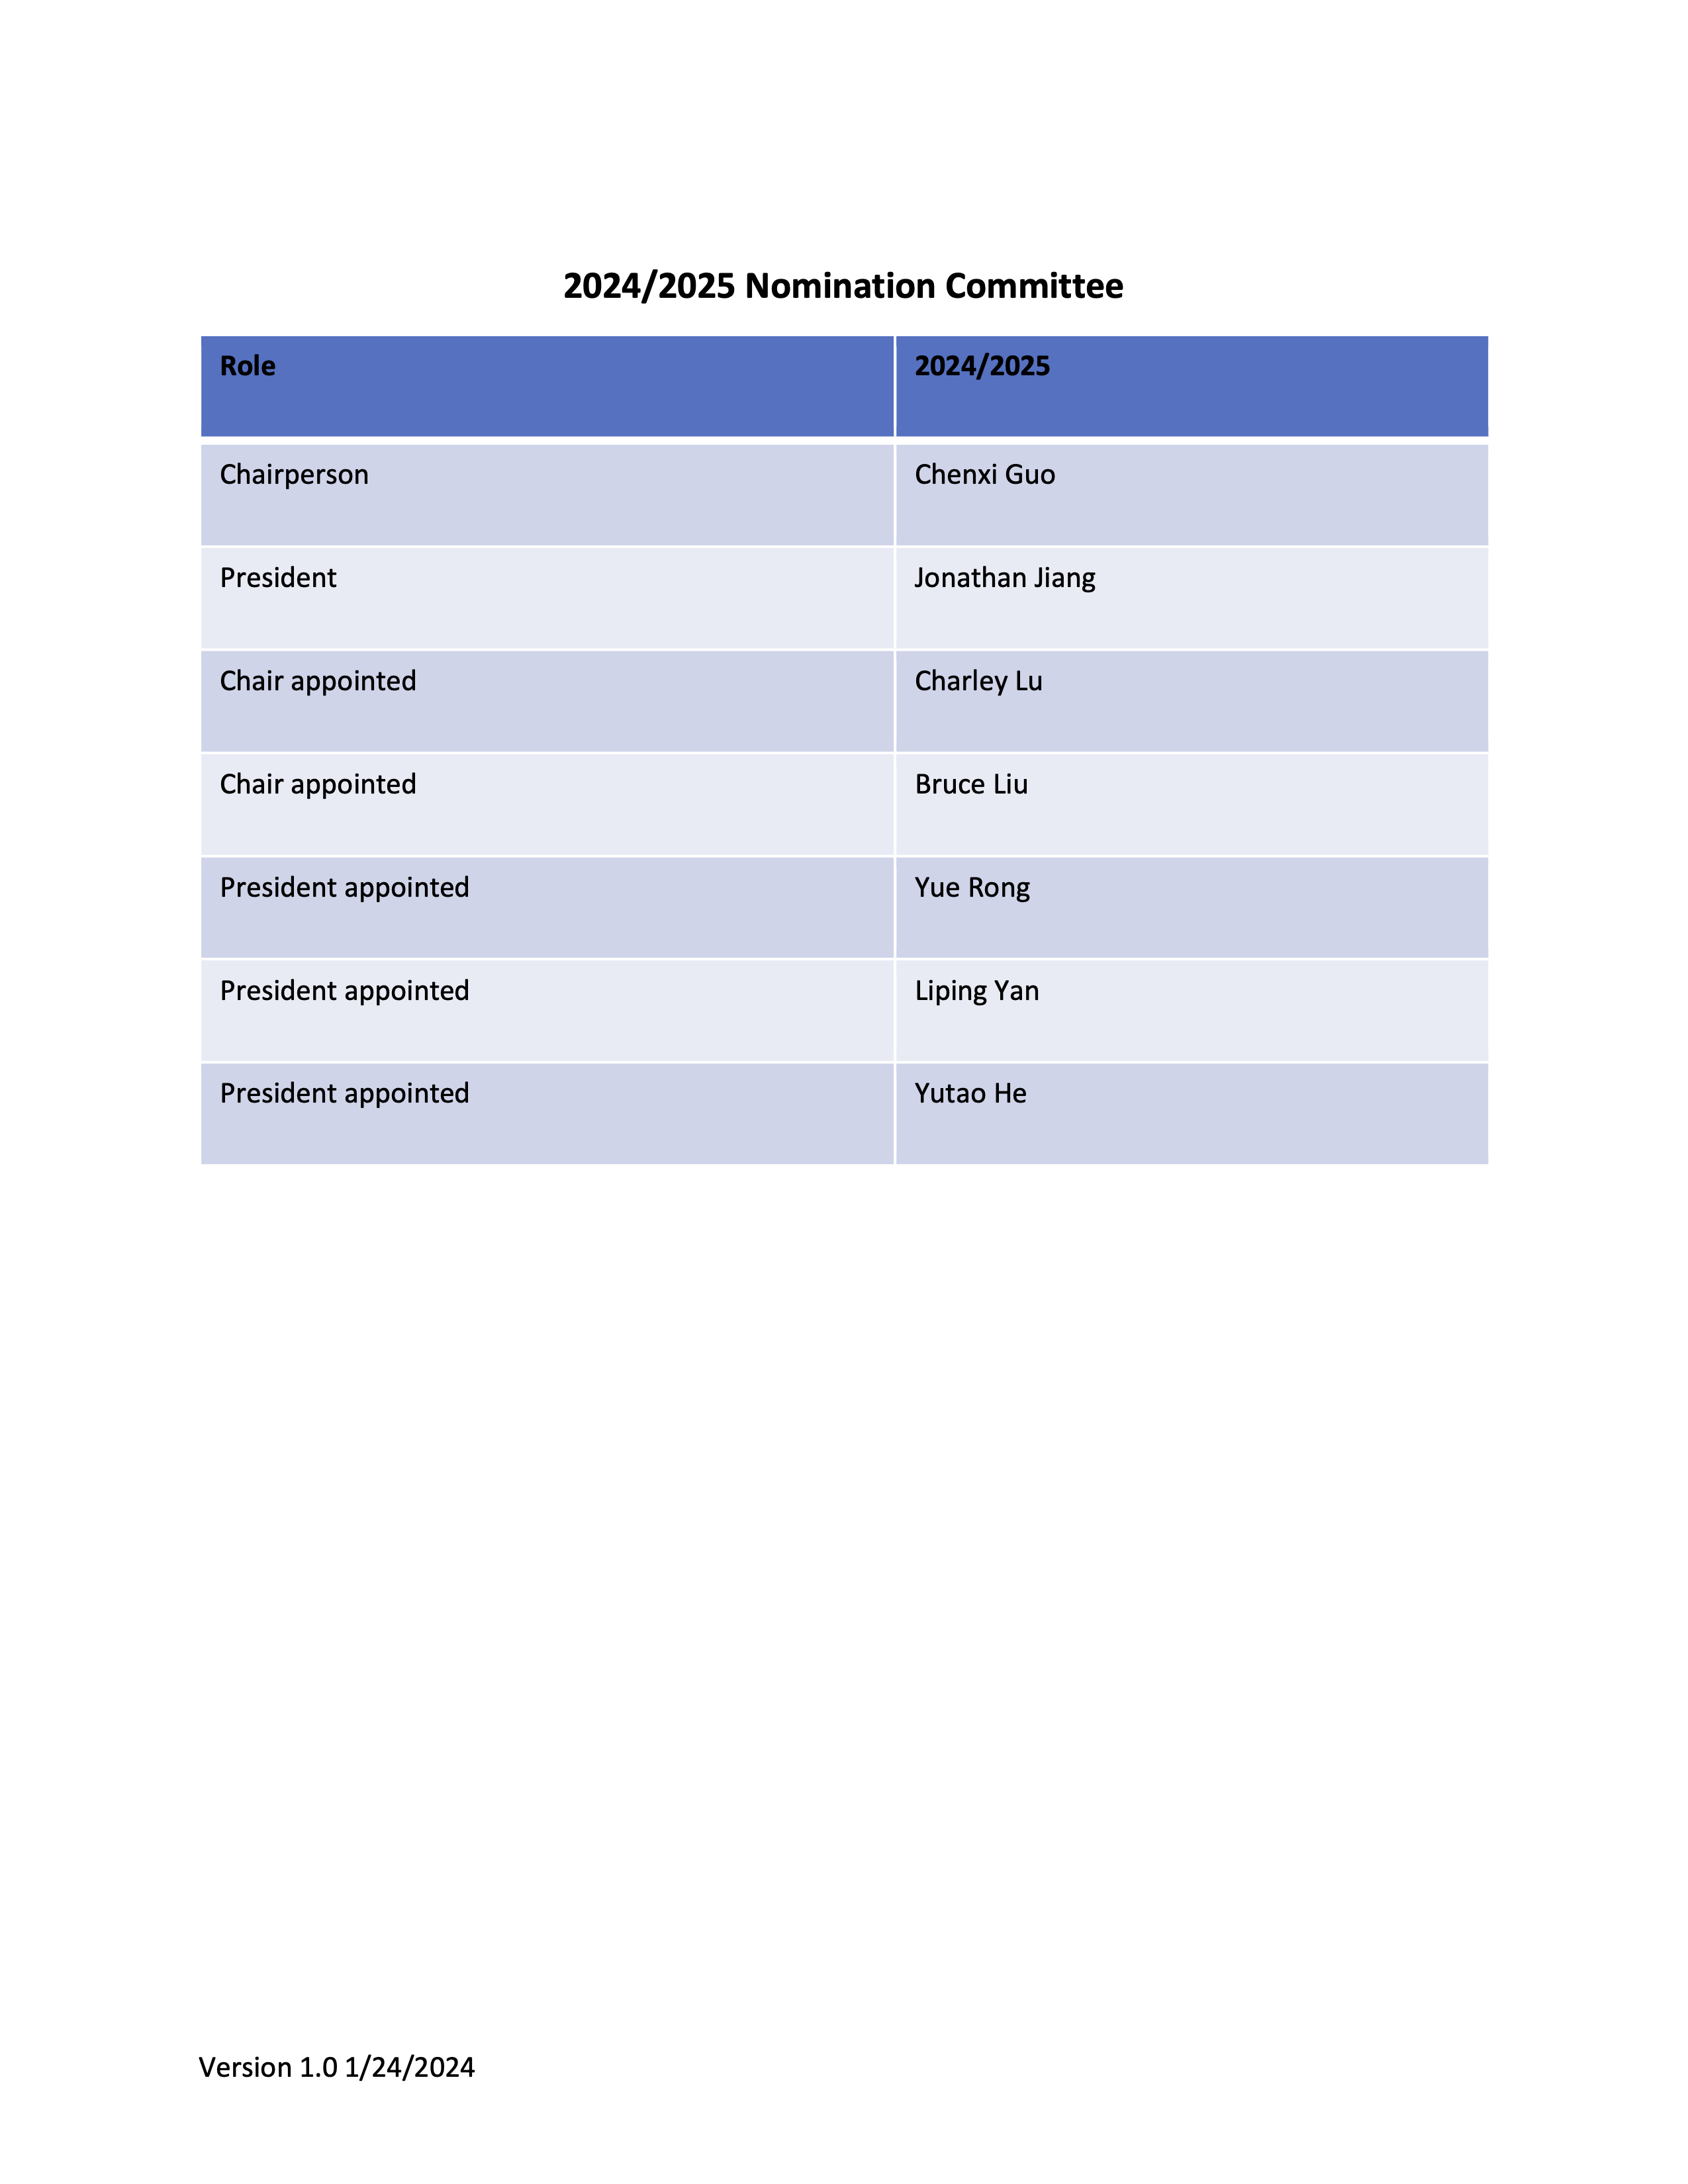 2024/2025 Nomination Committee
Role 2024/2025
Chairperson Chenxi Guo
President Jonathan Jiang
Chair appointed Charley Lu
Chair appointed Bruce Liu
President appointed Yue Rong
President appointed Liping Yan
President appointed Yutao He
Version 1.0 1/24/2024